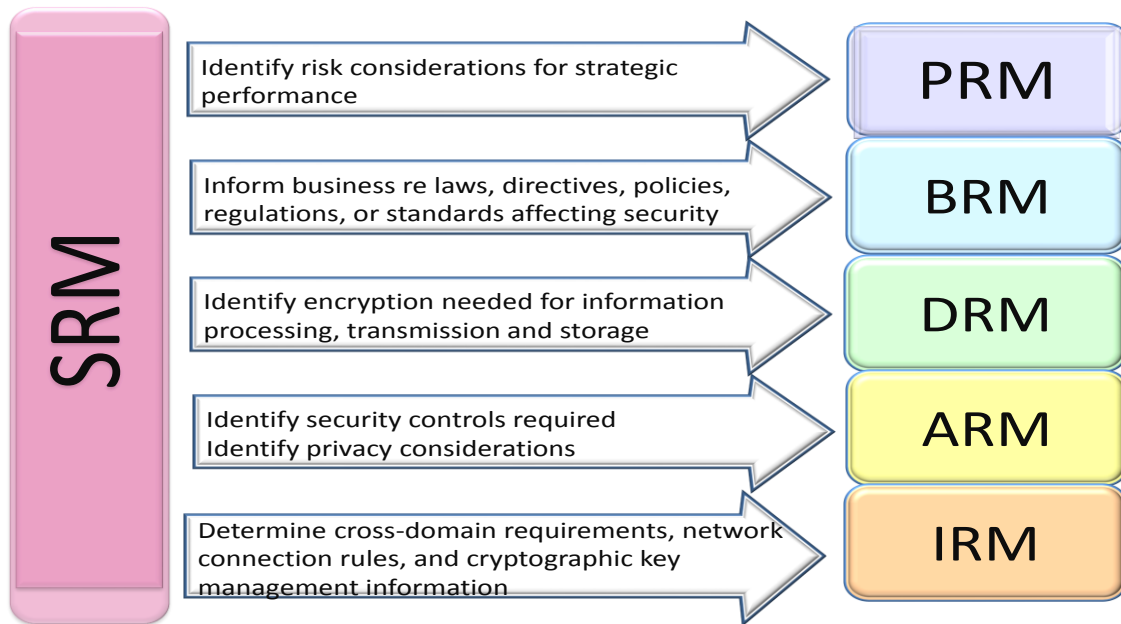 SRM
Identify risk considerations for strategic
performance
PRM
Inform business re laws, directives, policies,
regulations, or standards affecting security
BRM
Identify encryption needed for information
processing, transmission and storage
DRM
Identify security controls required
Identify privacy considerations
ARM
Determine cross-domain requirements, network
connection rules, and cryptographic key
management information
IRM